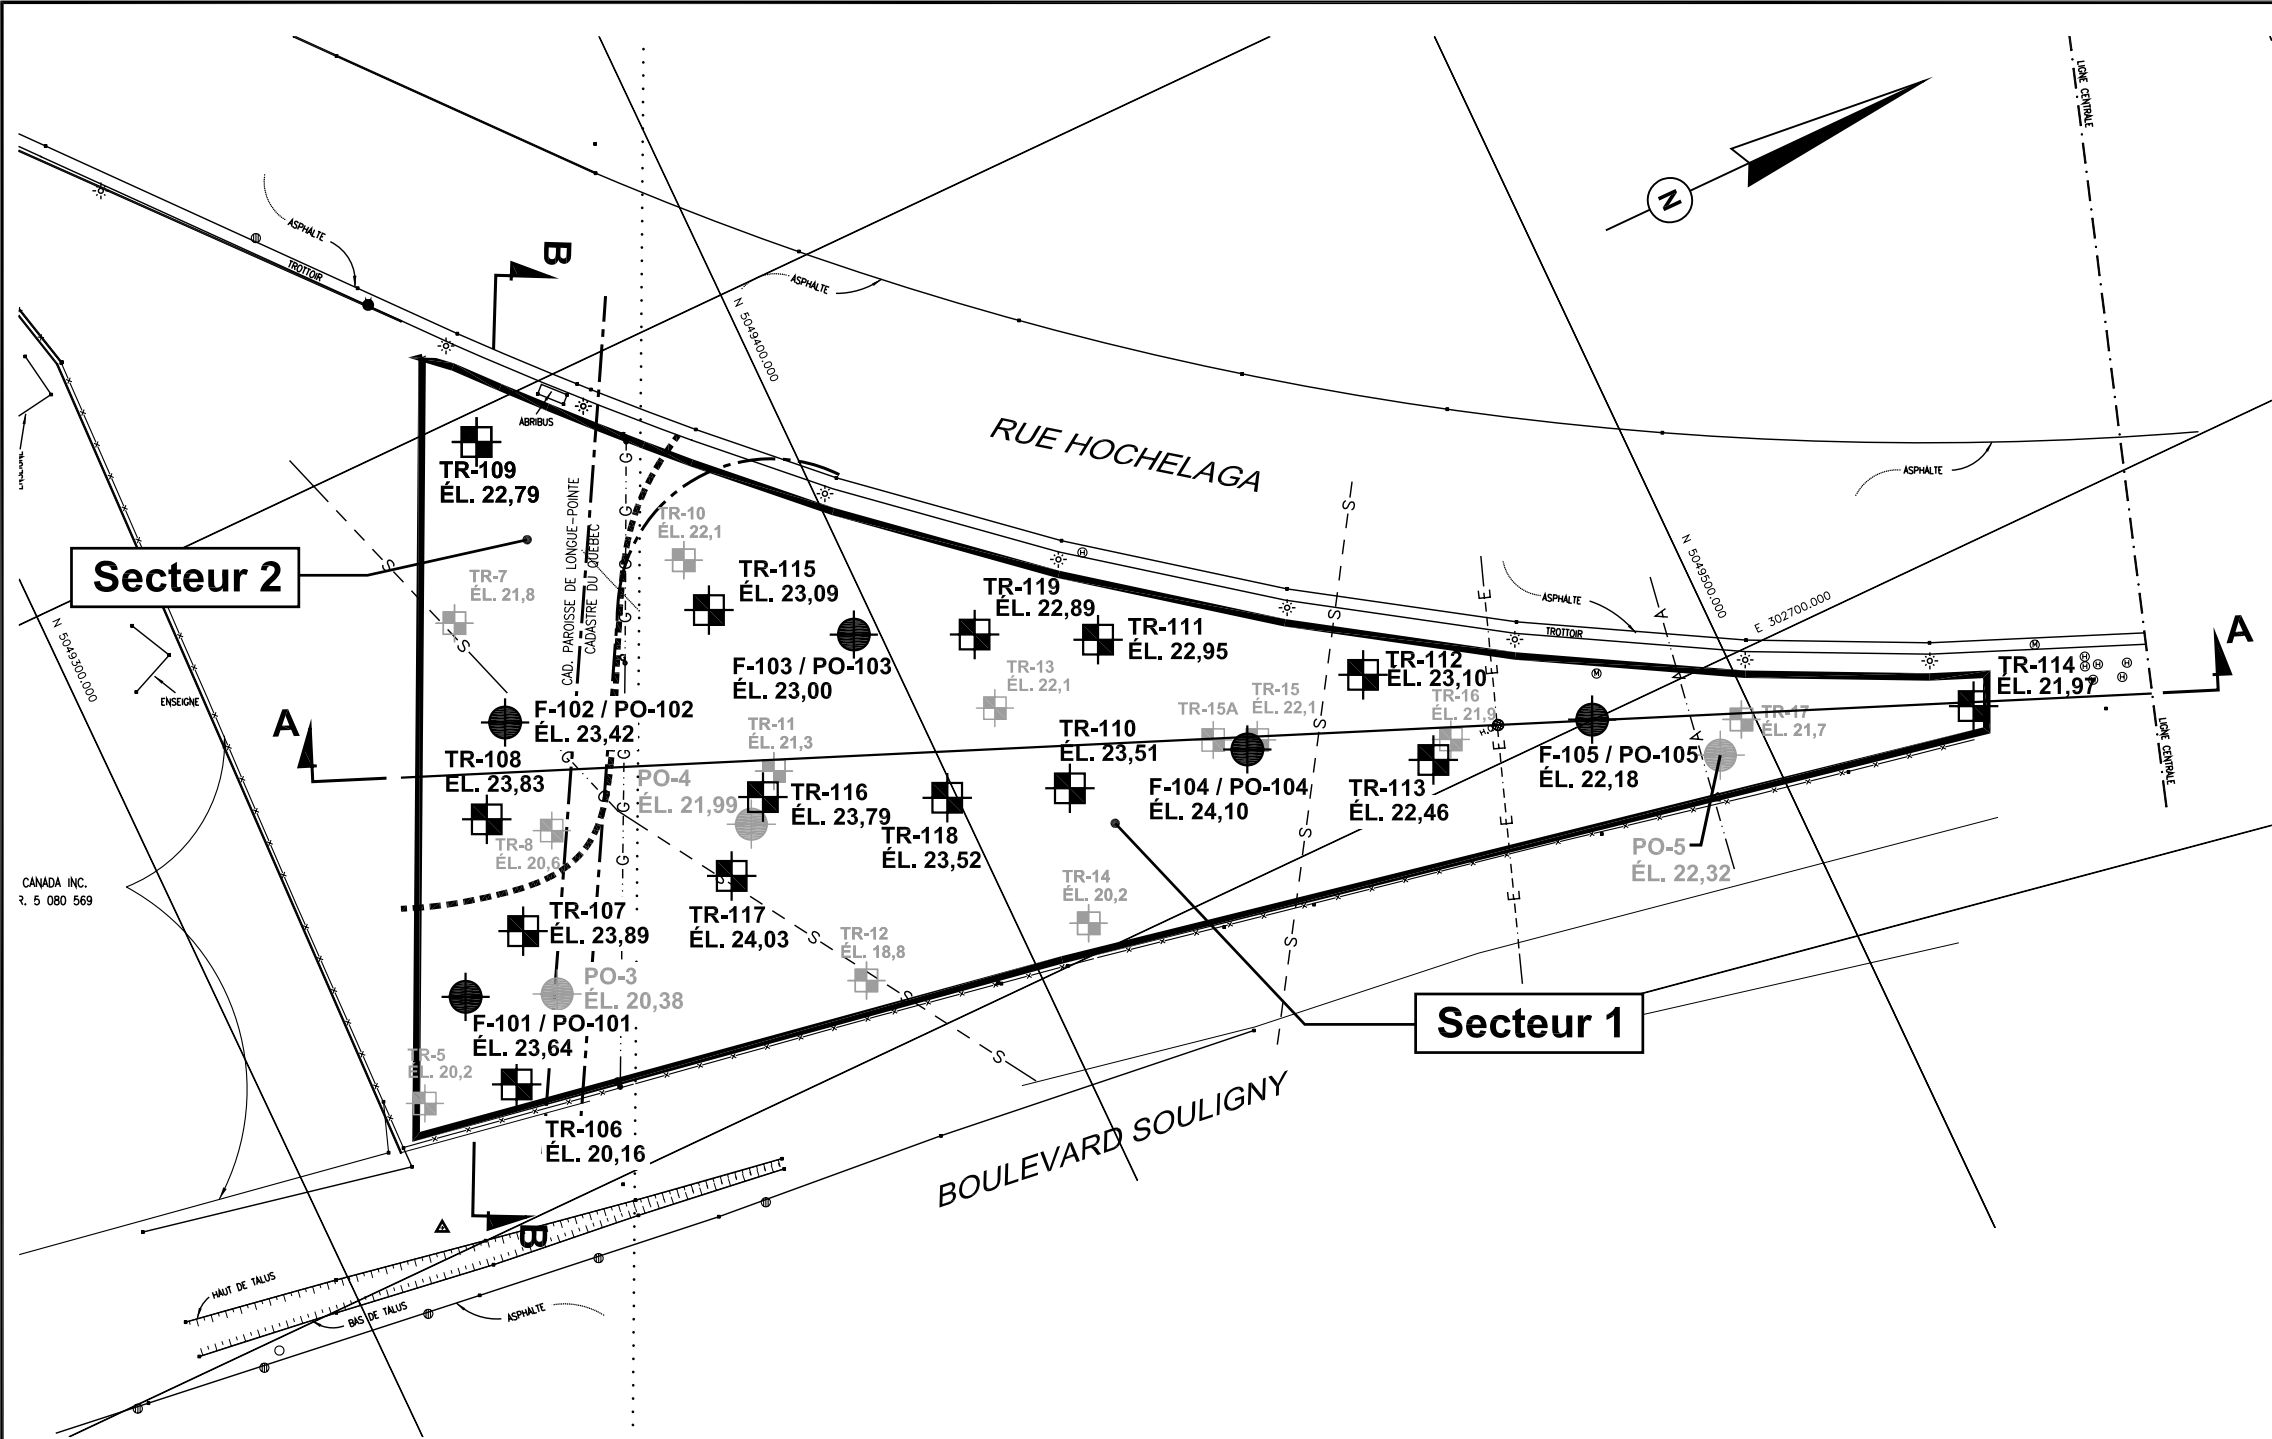 LIGNE CENTRALE
N
ASPHALTE
TROTTOIR
B
ASPHALTE
N 5049400.000
ABRIBUS
RUE HOCHELAGA
ASPHALTE
TR-109
ÉL. 22,79
CAD. PAROISSE DE LONGUE-POINTE
CADASTRE DU QUÉBEC
TR-10
ÉL. 22,1
Secteur 2
TR-7
ÉL. 21,8
TR-115
ÉL. 23,09
TR-119
ÉL. 22,89
TR-111
ÉL. 22,95
N 5049500.000
E 302700.000
ASPHALTE
TROTTOIR
N 5049300.000
ENSEIGNE
F-103 / PO-103
ÉL. 23,00
TR-13
ÉL. 22,1
TR-112
ÉL. 23,10
TR-114
ÉL. 21,97
A
A
F-102 / PO-102
ÉL. 23,42
TR-11
ÉL. 21,3
TR-15A
TR-15
ÉL. 22,1
TR-16
ÉL. 21,9
TR-17
ÉL. 21,7
TR-108
ÉL. 23,83
TR-110
ÉL. 23,51
F-105 / PO-105
ÉL. 22,18
LIGNE CENTRALE
PO-4
ÉL. 21,99
TR-116
ÉL. 23,79
F-104 / PO-104
ÉL. 24,10
TR-113
ÉL. 22,46
TR-8
ÉL. 20,6
TR-118
ÉL. 23,52
PO-5
ÉL. 22,32
CANADA INC.
R. 5 080 569
TR-107
ÉL. 23,89
TR-117
ÉL. 24,03
TR-14
ÉL. 20,2
TR-12
ÉL. 18,8
PO-3
ÉL. 20,38
F-101 / PO-101
ÉL. 23,64
Secteur 1
TR-5
ÉL. 20,2
TR-106
ÉL. 20,16
BOULEVARD SOULIGNY
B
HAUT DE TALUS
BAS DE TALUS
ASPHALTE